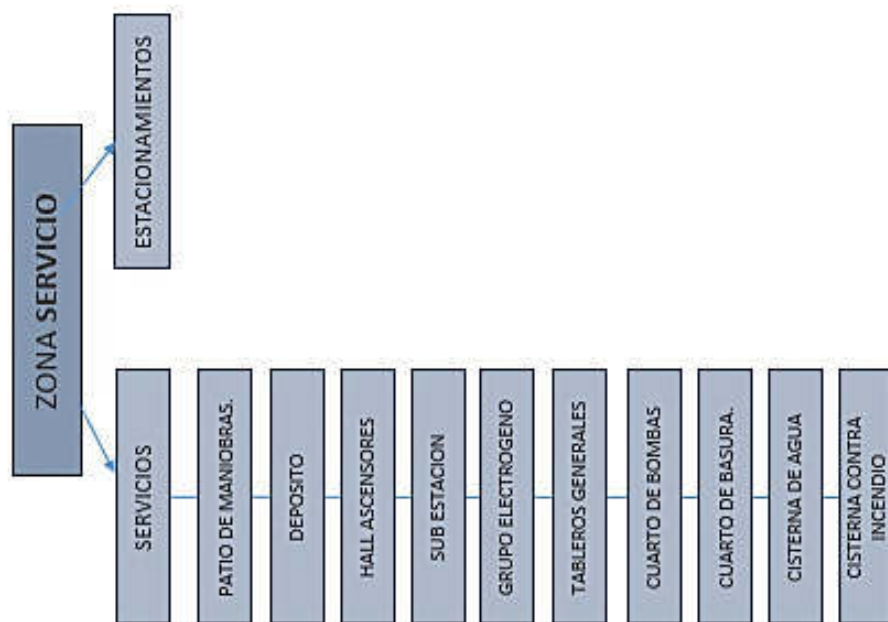 ZONA SERVICIO
SERVICIOS
PATIO DE MANIOBRAS.
DEPOSITO
HALL ASCENSORES
SUB ESTACION
GRUPO ELECTROGENO
TABLEROS GENERALES
CUARTO DE BOMBAS
CUARTO DE BASURA.
CISTERNA DE AGUA
CISTERNA CONTRA
INCENDIO
ESTACIONAMIENTOS